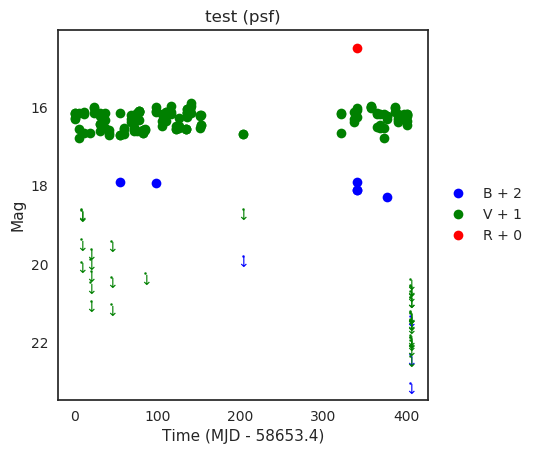 test (psf)
16
18
20
22
Mag
0
100
200
300
400
Time (MJD - 58653.4)
B + 2
V + 1
R + 0